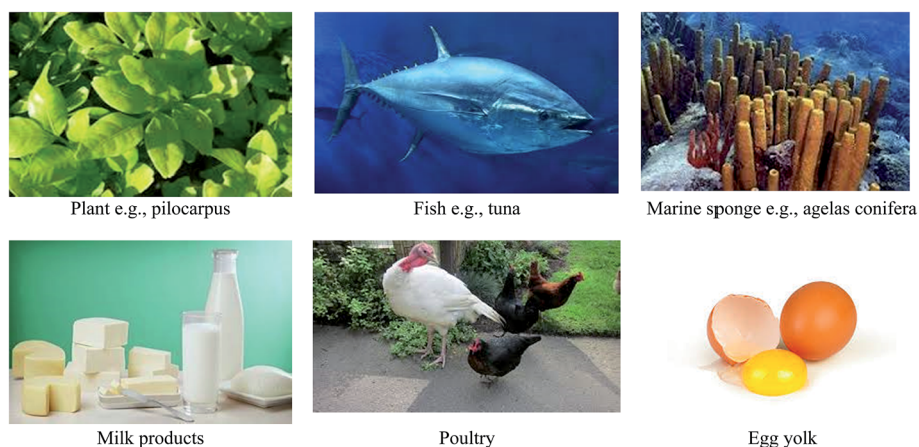 Plant e.g., pilocarpus
Fish e.g., tuna
Marine sponge e.g., agelas conifera
Milk products
Poultry
Egg yolk